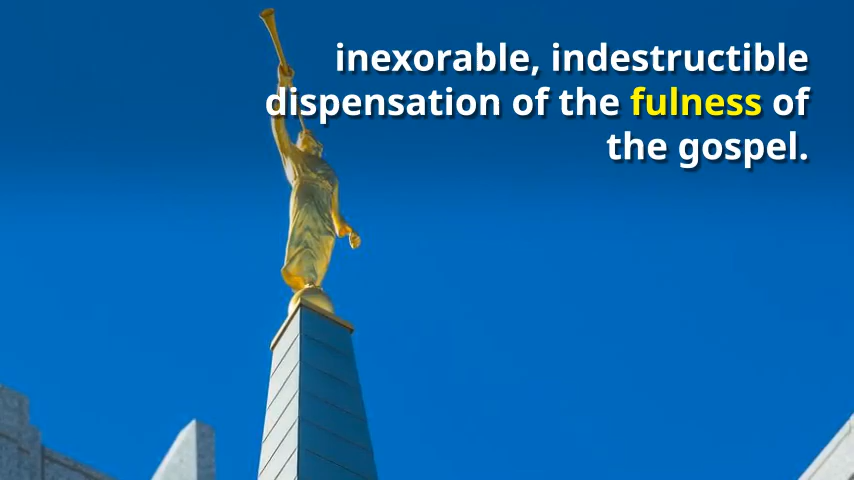 inexorable, indestructible
dispensation of the fulness of
the gospel.